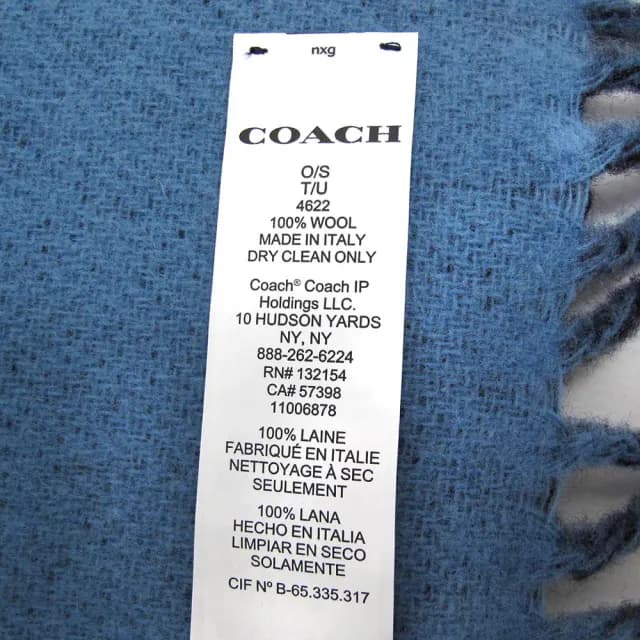 nxg
COACH
O/S
T/U
4622
100% WOOL
MADE IN ITALY
DRY CLEAN ONLY
Coach® Coach IP
Holdings LLC.
10 HUDSON YARDS
NY, NY
888-262-6224
RN# 132154
CA# 57398
11006878
100% LAINE
FABRIQUÉ EN ITALIE
NETTOYAGE À SEC
SEULEMENT
100% LANA
HECHO EN ITALIA
LIMPIAR EN SECO
SOLAMENTE
CIF Nº B-65.335.317